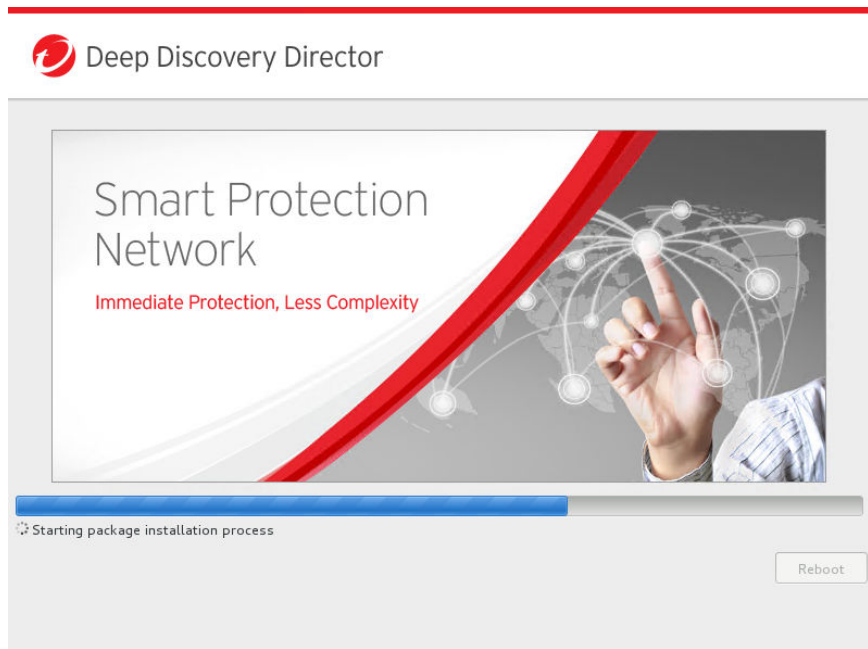 Deep Discovery Director
Smart Protection
Network
Immediate Protection, Less Complexity
Starting package installation process
Reboot